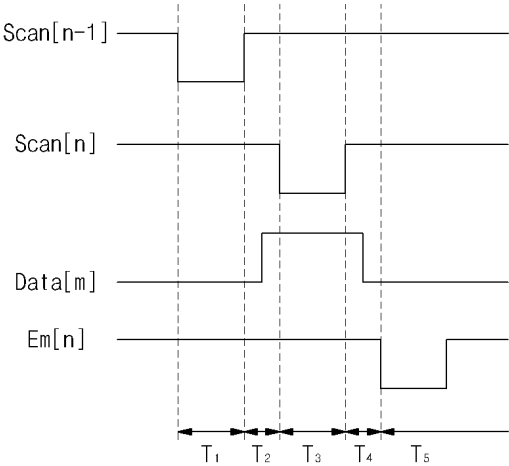 Scan[n-1]
Scan[n]
Data[m]
Em[n]
T₁ T₂ T₃ T₄ T₅